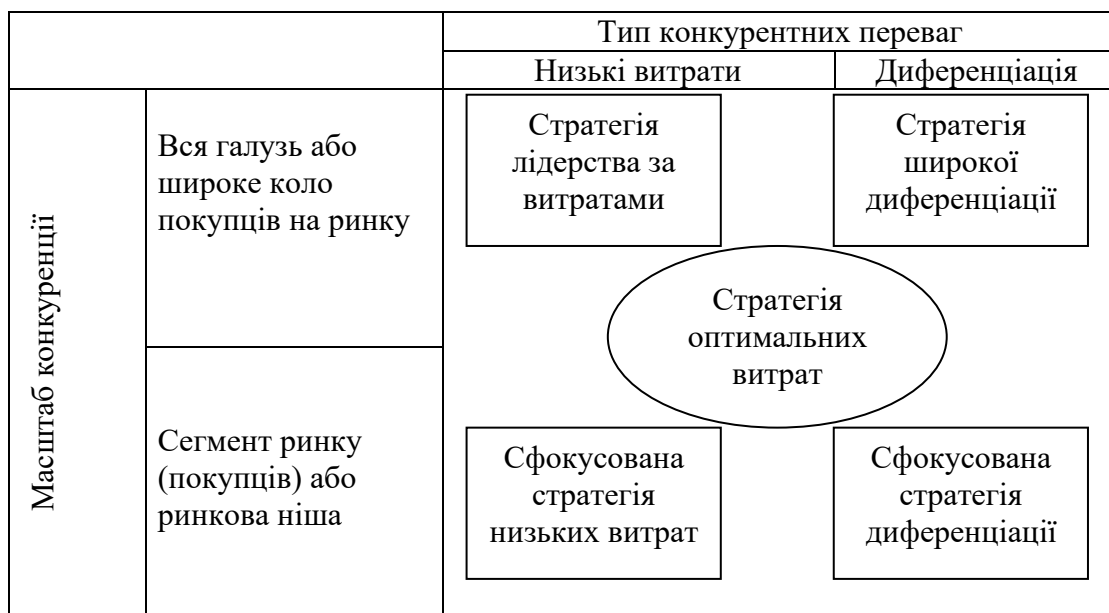 Тип конкурентних переваг
Низькі витрати
Диференціація
Масштаб конкуренції
Вся галузь або
широке коло
покупців на ринку
Стратегія
лідерства за
витратами
Стратегія
широкої
диференціації
Стратегія
оптимальних
витрат
Сегмент ринку
(покупців) або
ринкова ніша
Сфокусована
стратегія
низьких витрат
Сфокусована
стратегія
диференціації